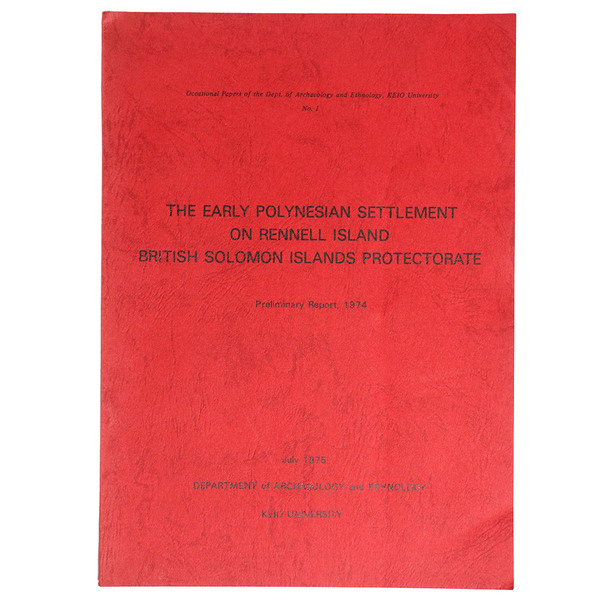 Occasional Papers of the Dept. of Archaeology and Ethnology, KEIO University
No. 1
THE EARLY POLYNESIAN SETTLEMENT
ON RENNELL ISLAND
BRITISH SOLOMON ISLANDS PROTECTORATE
Preliminary Report, 1974
July 1975
DEPARTMENT of ARCHAEOLOGY and ETHNOLOGY
KEIO UNIVERSITY